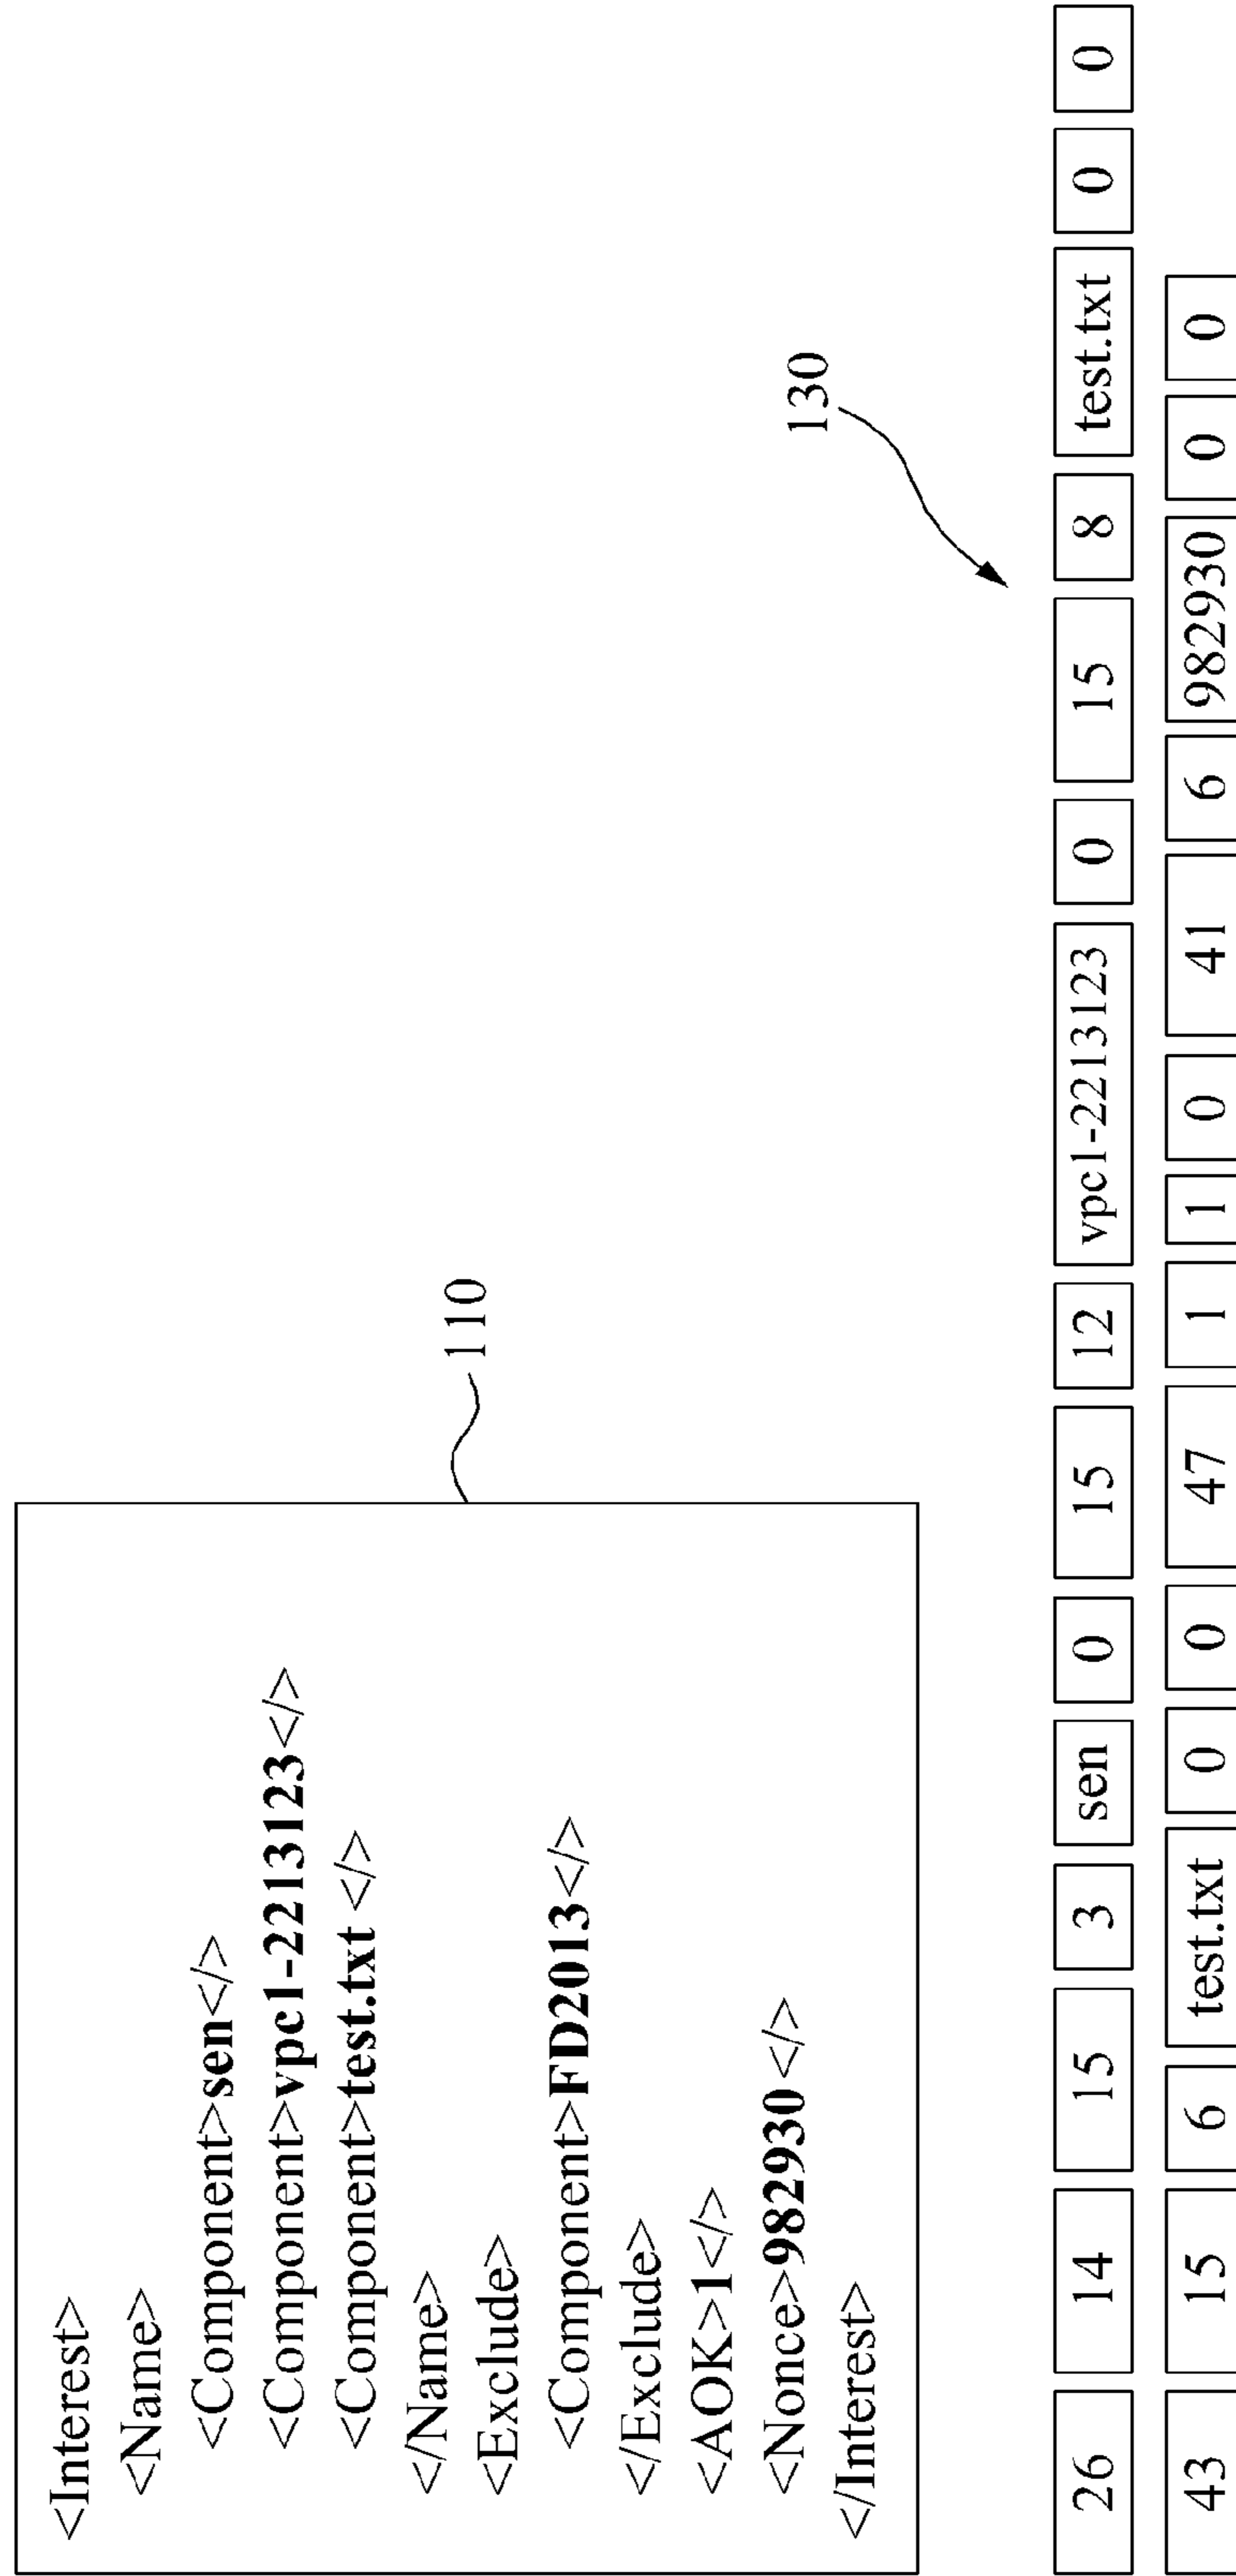 <Interest>
<Name>
<Component>sen</>
<Component>vpc1-2213123</>
<Component>test.txt </>
</Name>
<Exclude>
<Component>FD2013</>
</Exclude>
<AOK>1</>
<Nonce>982930 </>
</Interest>
110
130
26 14 15 3 sen 0 15 12 vpc1-2213123 0 15 8 test.txt 0 0
43 15 6 test.txt 0 0 47 1 1 0 41 6 982930 0 0